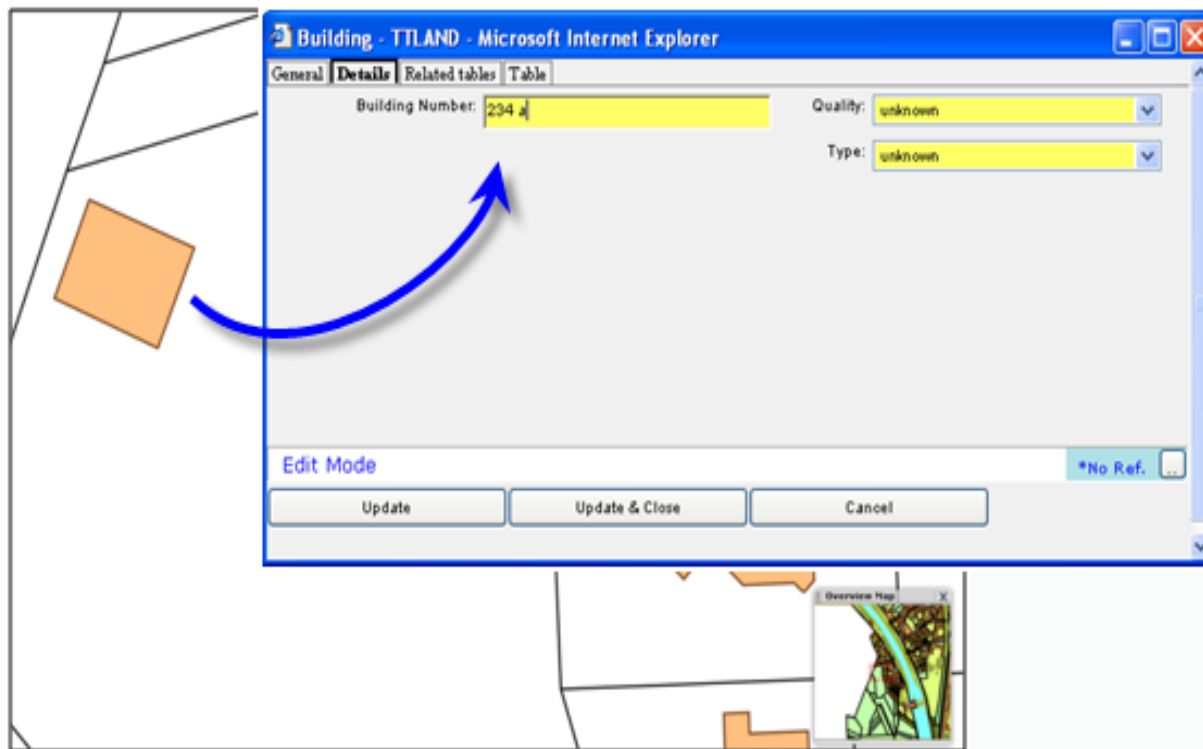 Building - TTLAND - Microsoft Internet Explorer
General Details Related tables Table
Building Number: 234 a Quality: unknown
Type: unknown
Edit Mode *No Ref. ..
Update Update & Close Cancel
Overview Map X